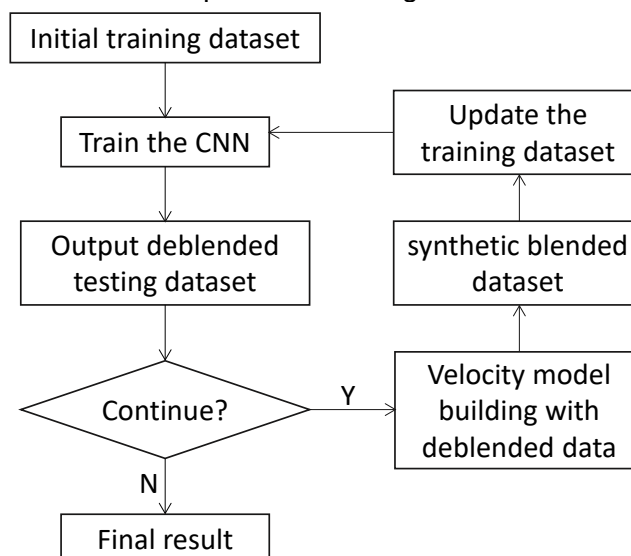 Initial training dataset
Train the CNN
Update the
training dataset
Output deblended
testing dataset
synthetic blended
dataset
Continue?
Y
Velocity model
building with
deblended data
N
Final result